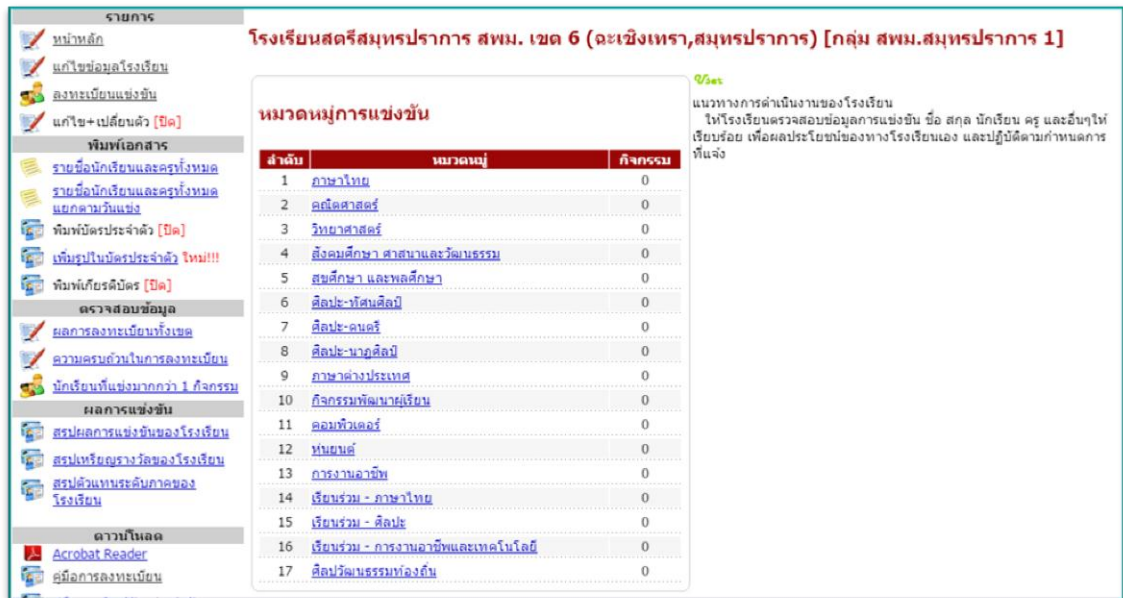 รายการ
หน้าหลัก
แก้ไขข้อมูลโรงเรียน
ลงทะเบียนแข่งขัน
แก้ไข+เปลี่ยนตัว [ปิด]
พิมพ์เอกสาร
รายชื่อนักเรียนและครูทั้งหมด
รายชื่อนักเรียนและครูทั้งหมด
แยกตามวันแข่ง
พิมพ์บัตรประจำตัว [ปิด]
เพิ่มรูปในบัตรประจำตัว ใหม่!!!
พิมพ์เกียรติบัตร [ปิด]
ตรวจสอบข้อมูล
ผลการลงทะเบียนทั้งเขต
ความครบถ้วนในการลงทะเบียน
นักเรียนที่แข่งมากกว่า 1 กิจกรรม
ผลการแข่งขัน
สรุปผลการแข่งขันของโรงเรียน
สรุปเหรียญรางวัลของโรงเรียน
สรุปตัวแทนระดับภาคของ
โรงเรียน
ดาวน์โหลด
Acrobat Reader
คู่มือการลงทะเบียน
โรงเรียนสตรีสมุทรปราการ สพม. เขต 6 (ฉะเชิงเทรา,สมุทรปราการ) [กลุ่ม สพม.สมุทรปราการ 1]
หมวดหมู่การแข่งขัน
ลำดับ หมวดหมู่ กิจกรรม
1 ภาษาไทย 0
2 คณิตศาสตร์ 0
3 วิทยาศาสตร์ 0
4 สังคมศึกษา ศาสนาและวัฒนธรรม 0
5 สุขศึกษา และพลศึกษา 0
6 ศิลปะ-ทัศนศิลป์ 0
7 ศิลปะ-ดนตรี 0
8 ศิลปะ-นาฏศิลป์ 0
9 ภาษาต่างประเทศ 0
10 กิจกรรมพัฒนาผู้เรียน 0
11 คอมพิวเตอร์ 0
12 หุ่นยนต์ 0
13 การงานอาชีพ 0
14 เรียนร่วม - ภาษาไทย 0
15 เรียนร่วม - ศิลปะ 0
16 เรียนร่วม - การงานอาชีพและเทคโนโลยี 0
17 ศิลปวัฒนธรรมท้องถิ่น 0
แนวทางการดำเนินงานของโรงเรียน
ให้โรงเรียนตรวจสอบข้อมูลการแข่งขัน ชื่อ สกุล นักเรียน ครู และอื่นๆให้
เรียบร้อย เพื่อผลประโยชน์ของทางโรงเรียนเอง และปฏิบัติตามกำหนดการ
ที่แจ้ง